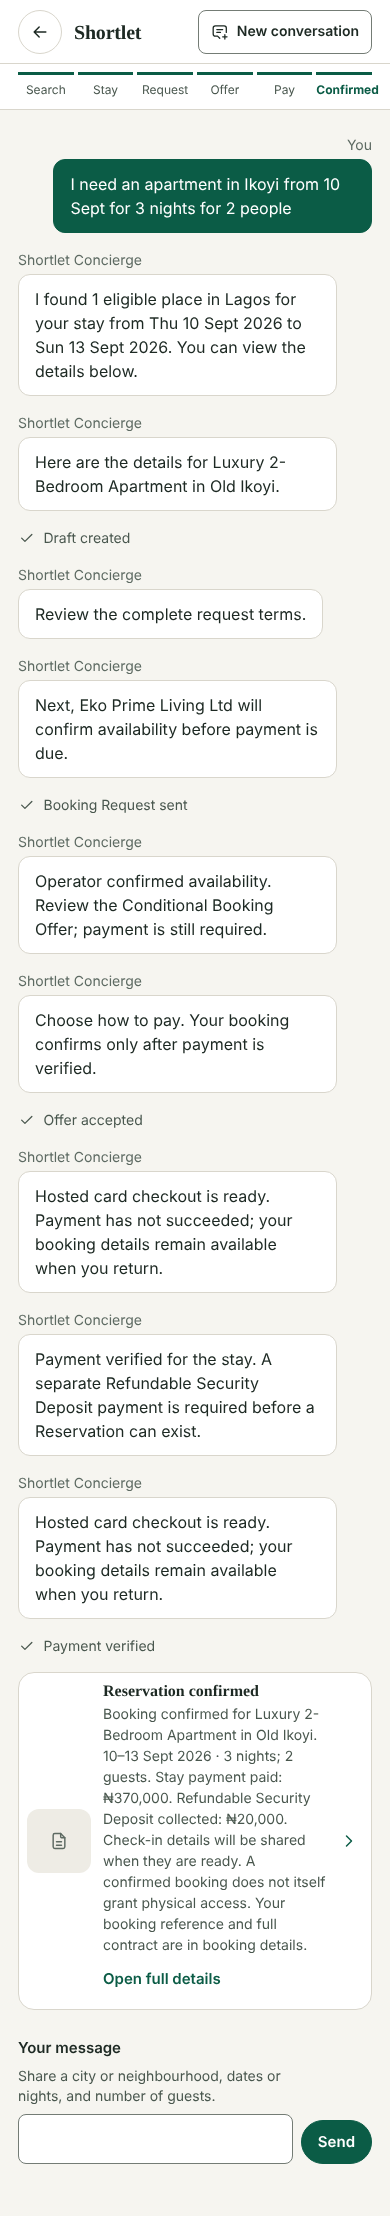 Shortlet
New conversation
Search Stay Request Offer Pay Confirmed
You
I need an apartment in Ikoyi from 10
Sept for 3 nights for 2 people
Shortlet Concierge
I found 1 eligible place in Lagos for
your stay from Thu 10 Sept 2026 to
Sun 13 Sept 2026. You can view the
details below.
Shortlet Concierge
Here are the details for Luxury 2-
Bedroom Apartment in Old Ikoyi.
Draft created
Shortlet Concierge
Review the complete request terms.
Shortlet Concierge
Next, Eko Prime Living Ltd will
confirm availability before payment is
due.
Booking Request sent
Shortlet Concierge
Operator confirmed availability.
Review the Conditional Booking
Offer; payment is still required.
Shortlet Concierge
Choose how to pay. Your booking
confirms only after payment is
verified.
Offer accepted
Shortlet Concierge
Hosted card checkout is ready.
Payment has not succeeded; your
booking details remain available
when you return.
Shortlet Concierge
Payment verified for the stay. A
separate Refundable Security
Deposit payment is required before a
Reservation can exist.
Shortlet Concierge
Hosted card checkout is ready.
Payment has not succeeded; your
booking details remain available
when you return.
Payment verified
Reservation confirmed
Booking confirmed for Luxury 2-
Bedroom Apartment in Old Ikoyi.
10–13 Sept 2026 · 3 nights; 2
guests. Stay payment paid:
₦370,000. Refundable Security
Deposit collected: ₦20,000.
Check-in details will be shared
when they are ready. A
confirmed booking does not itself
grant physical access. Your
booking reference and full
contract are in booking details.
Open full details
Your message
Share a city or neighbourhood, dates or
nights, and number of guests.
Send